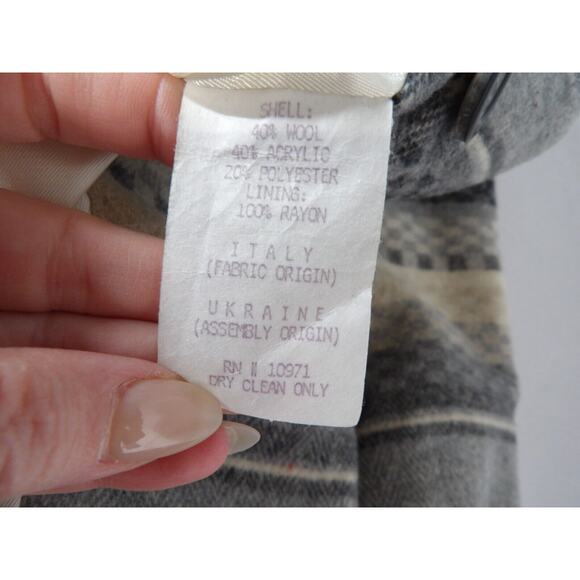 SHELL:
40% WOOL
40% ACRYLIC
20% POLYESTER
LINING:
100% RAYON
ITALY
(FABRIC ORIGIN)
UKRAINE
(ASSEMBLY ORIGIN)
RN # 10971
DRY CLEAN ONLY